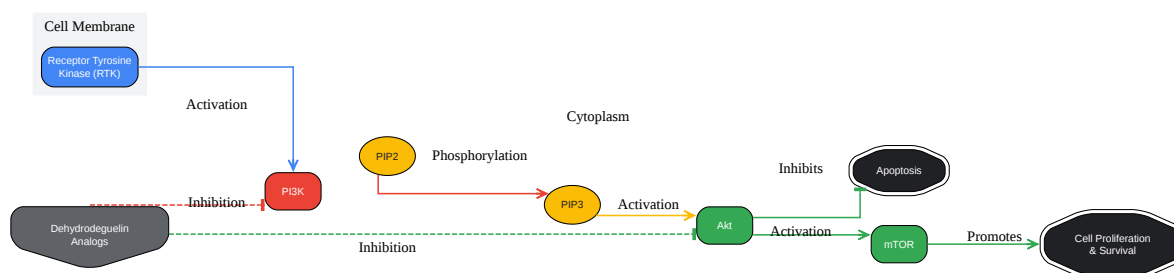 Cell Membrane
Receptor Tyrosine
Kinase (RTK)
Activation
Cytoplasm
PIP2
Phosphorylation
Inhibits
Apoptosis
PI3K
Inhibition
PIP3
Activation
Dehydrodeguelin
Analogs
Inhibition
Akt
Activation
mTOR
Promotes
Cell Proliferation
& Survival